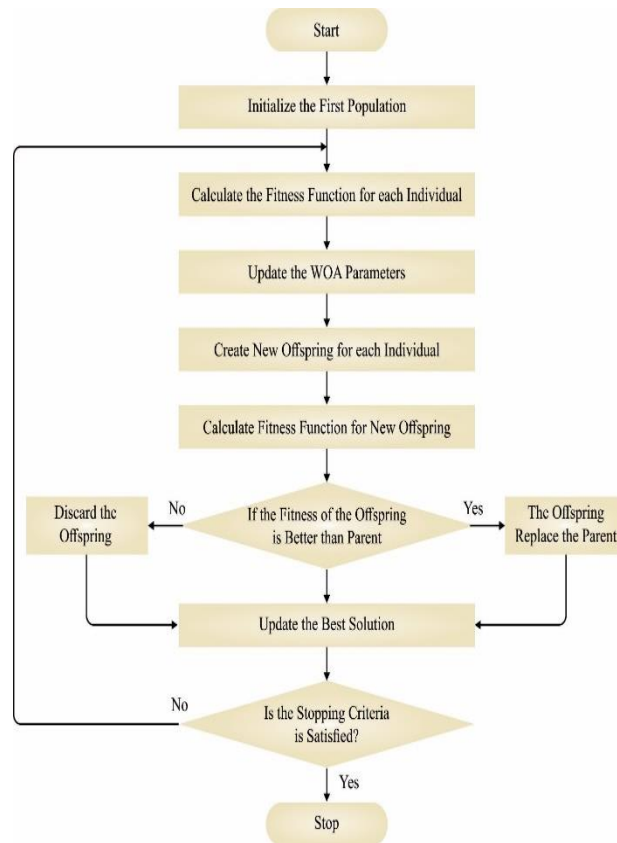 Start
Initialize the First Population
Calculate the Fitness Function for each Individual
Update the WOA Parameters
Create New Offspring for each Individual
Calculate Fitness Function for New Offspring
No
If the Fitness of the Offspring
is Better than Parent
Yes
Discard the
Offspring
The Offspring
Replace the Parent
Update the Best Solution
No
Is the Stopping Criteria
is Satisfied?
Yes
Stop